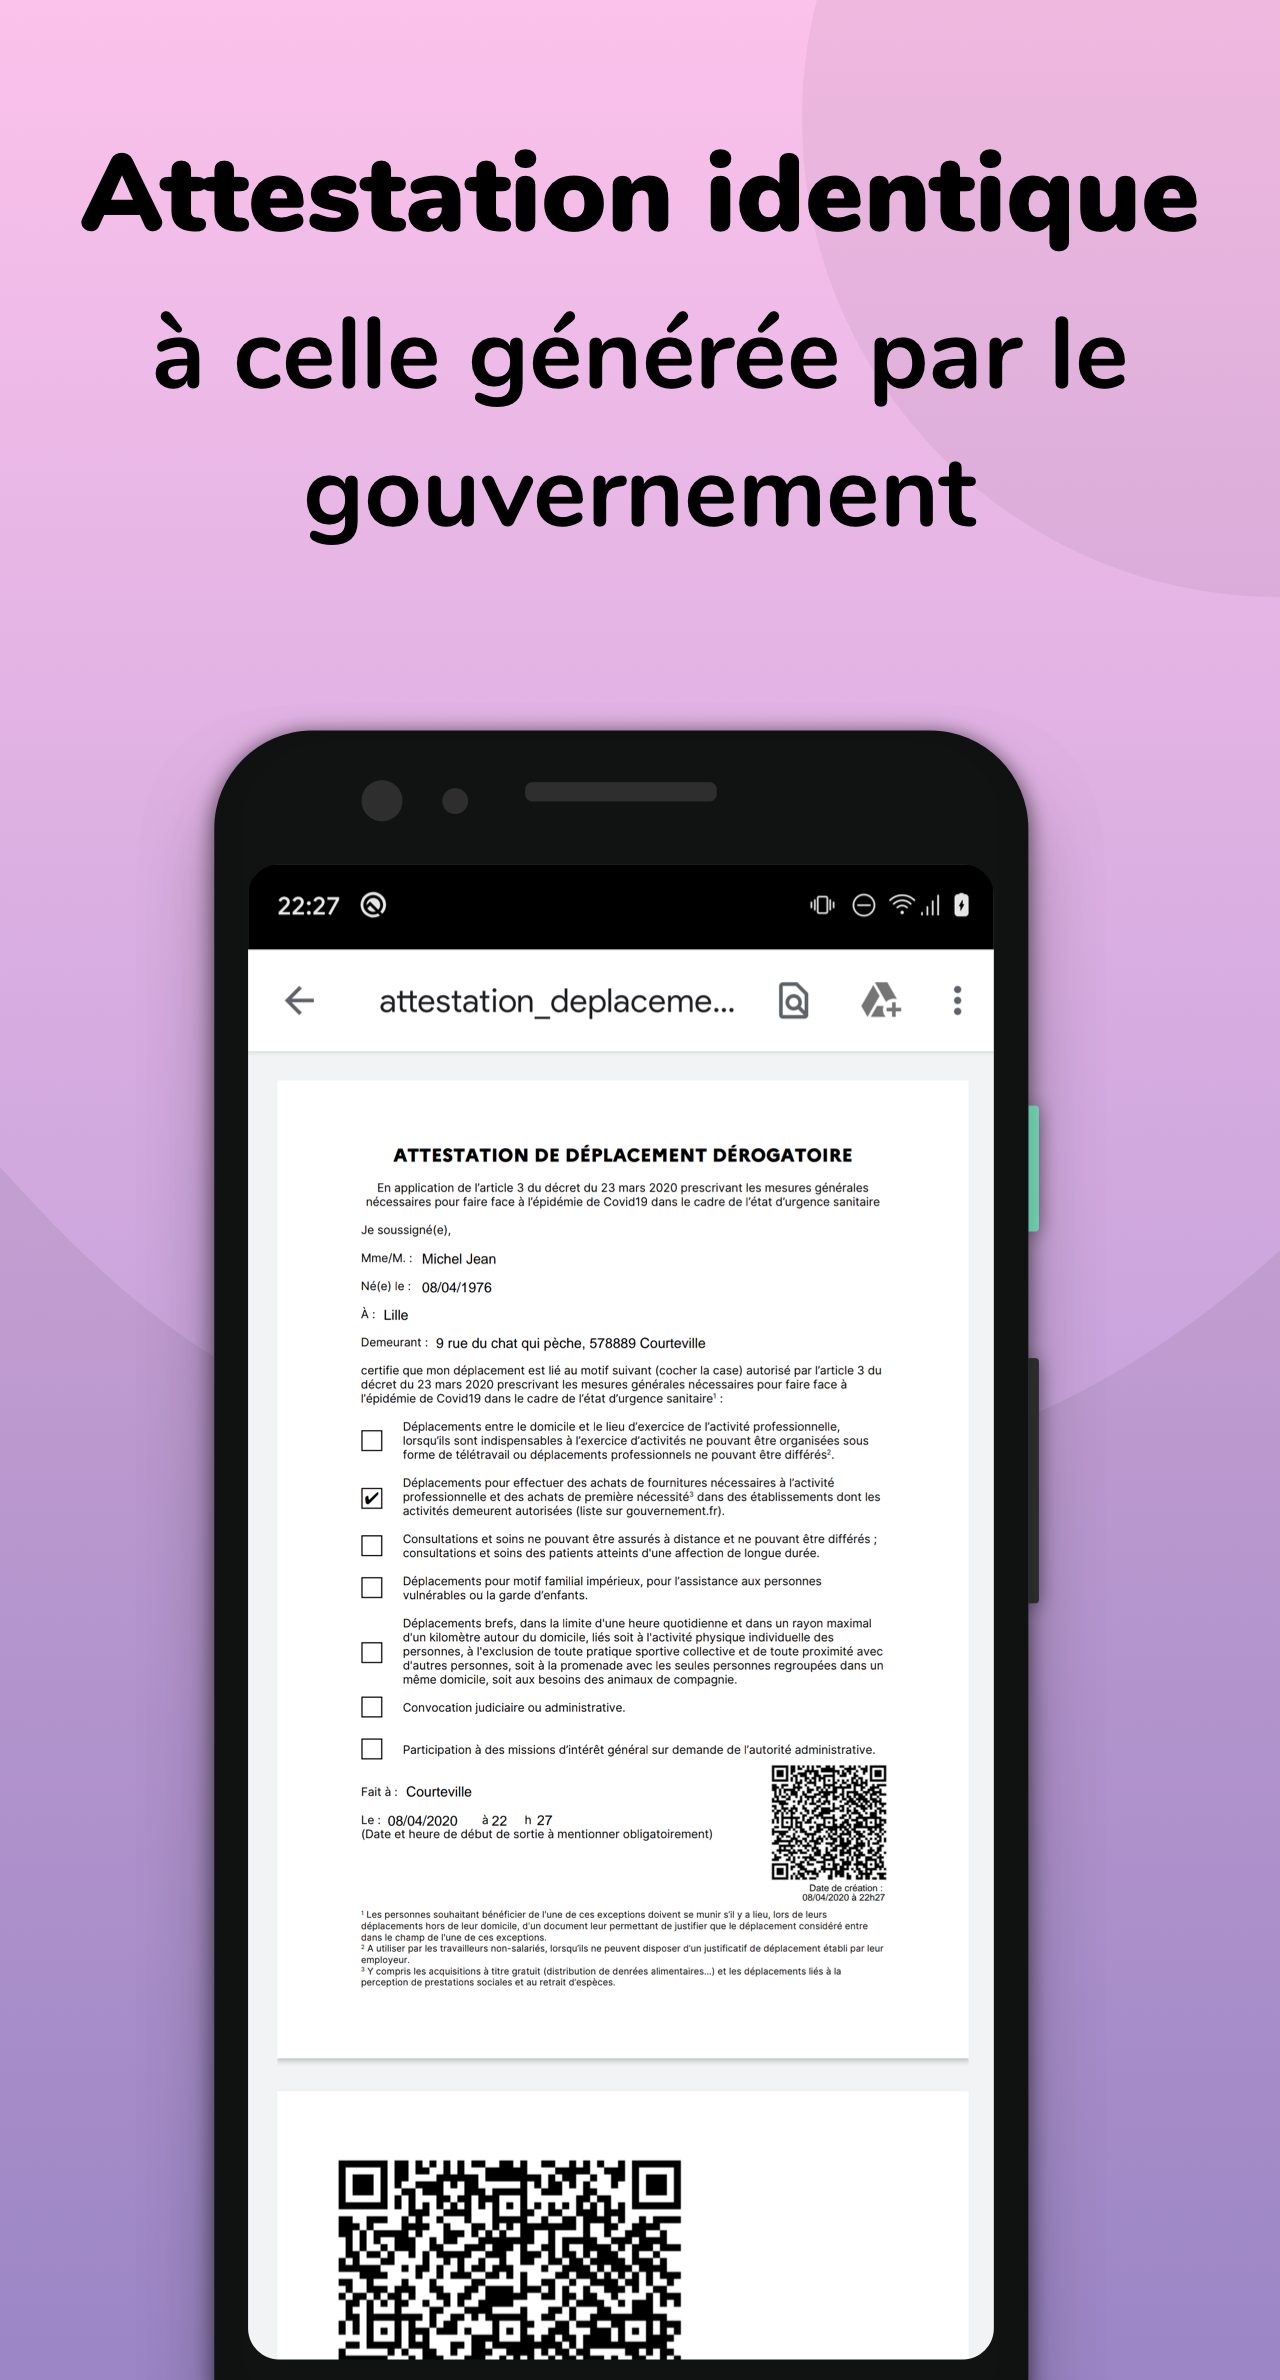 Attestation identique
à celle générée par le
gouvernement
22:27
attestation_deplaceme...
ATTESTATION DE DÉPLACEMENT DÉROGATOIRE
En application de l'article 3 du décret du 23 mars 2020 prescrivant les mesures générales
nécessaires pour faire face à l'épidémie de Covid19 dans le cadre de l'état d'urgence sanitaire
Je soussigné(e),
Mme/M. : Michel Jean
Né(e) le : 08/04/1976
À : Lille
Demeurant : 9 rue du chat qui pèche, 578889 Courteville
certifie que mon déplacement est lié au motif suivant (cocher la case) autorisé par l'article 3 du
décret du 23 mars 2020 prescrivant les mesures générales nécessaires pour faire face à
l'épidémie de Covid19 dans le cadre de l'état d'urgence sanitaire¹ :
Déplacements entre le domicile et le lieu d'exercice de l'activité professionnelle,
lorsqu'ils sont indispensables à l'exercice d'activités ne pouvant être organisées sous
forme de télétravail ou déplacements professionnels ne pouvant être différés².
Déplacements pour effectuer des achats de fournitures nécessaires à l'activité
professionnelle et des achats de première nécessité³ dans des établissements dont les
activités demeurent autorisées (liste sur gouvernement.fr).
Consultations et soins ne pouvant être assurés à distance et ne pouvant être différés ;
consultations et soins des patients atteints d'une affection de longue durée.
Déplacements pour motif familial impérieux, pour l'assistance aux personnes
vulnérables ou la garde d'enfants.
Déplacements brefs, dans la limite d'une heure quotidienne et dans un rayon maximal
d'un kilomètre autour du domicile, liés soit à l'activité physique individuelle des
personnes, à l'exclusion de toute pratique sportive collective et de toute proximité avec
d'autres personnes, soit à la promenade avec les seules personnes regroupées dans un
même domicile, soit aux besoins des animaux de compagnie.
Convocation judiciaire ou administrative.
Participation à des missions d'intérêt général sur demande de l'autorité administrative.
Fait à : Courteville
Le : 08/04/2020 à 22 h 27
(Date et heure de début de sortie à mentionner obligatoirement)
Date de création :
08/04/2020 à 22h27
¹ Les personnes souhaitant bénéficier de l'une de ces exceptions doivent se munir s'il y a lieu, lors de leurs
déplacements hors de leur domicile, d'un document leur permettant de justifier que le déplacement considéré entre
dans le champ de l'une de ces exceptions.
² A utiliser par les travailleurs non-salariés, lorsqu'ils ne peuvent disposer d'un justificatif de déplacement établi par leur
employeur.
³ Y compris les acquisitions à titre gratuit (distribution de denrées alimentaires...) et les déplacements liés à la
perception de prestations sociales et au retrait d'espèces.